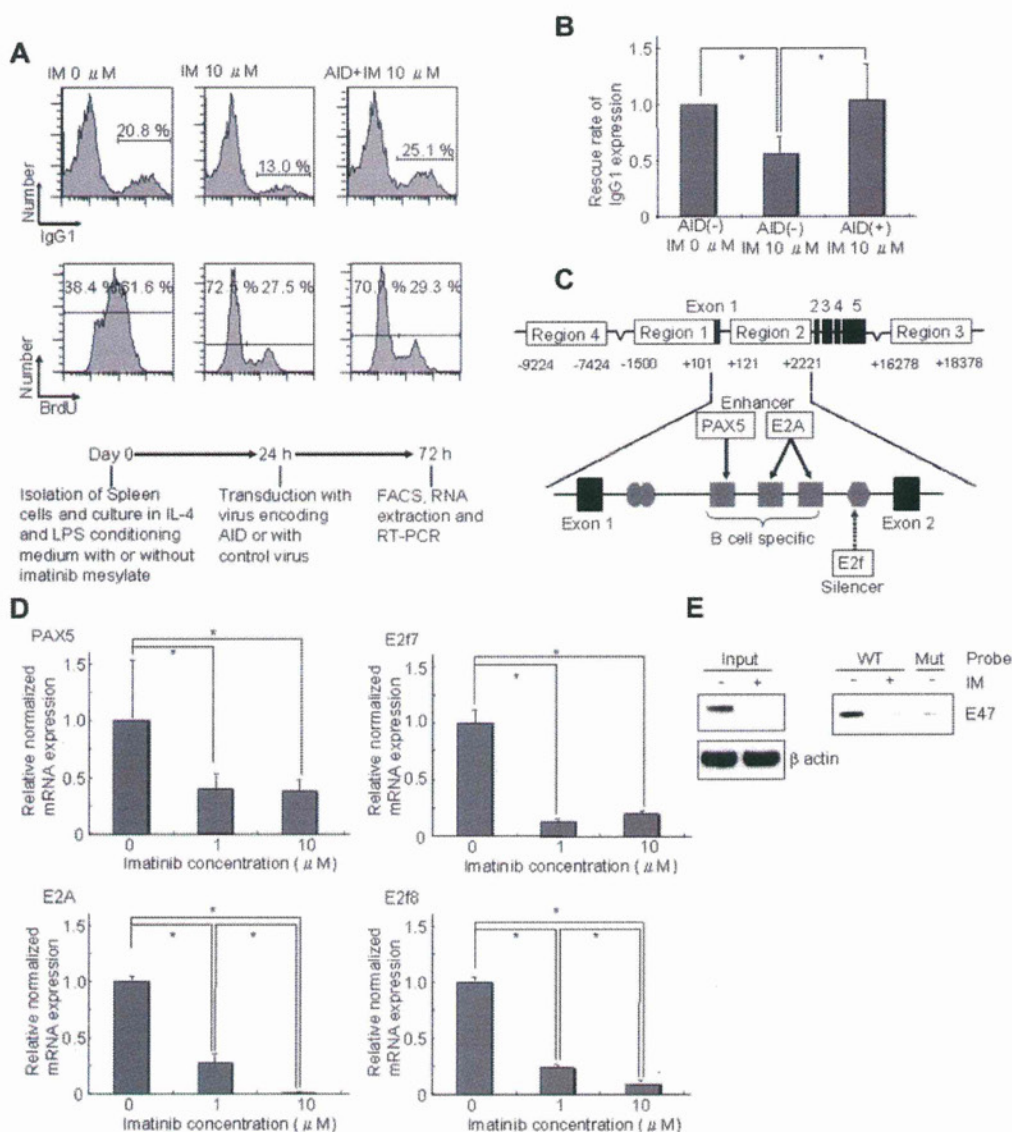 A
IM 0 μM
IM 10 μM
AID+IM 10 μM
20.8 %
13.0 %
25.1 %
Number
IgG1
38.4 %
61.6 %
27.5 %
29.3 %
Number
BrdU
Day 0
24 h
72 h
Isolation of Spleen
cells and culture in IL-4
and LPS conditioning
medium with or without
imatinib mesylate
Transduction with
virus encoding
AID or with
control virus
FACS, RNA
extraction and
RT-PCR
B
Rescue rate of
IgG1 expression
1.5
1.0
0.5
0
*
*
AID(-)
IM 0 μM
AID(-)
IM 10 μM
AID(+)
IM 10 μM
C
Exon 1
2 3 4 5
Region 4
Region 1
Region 2
Region 3
-9224
-7424
-1500
+101
+121
+2221
+16278
+18378
Enhancer
PAX5
E2A
Exon 1
B cell specific
Exon 2
E2f
Silencer
D
PAX5
Relative normalized
mRNA expression
1.5
1.0
0.5
0
*
*
0
1
10
Imatinib concentration (μM)
E2f7
Relative normalized
mRNA expression
1.5
1.0
0.5
0
*
*
0
1
10
Imatinib concentration (μM)
E2A
Relative normalized
mRNA expression
1.5
1.0
0.5
0
*
*
*
0
1
10
Imatinib concentration (μM)
E2f8
Relative normalized
mRNA expression
1.5
1.0
0.5
0
*
*
*
0
1
10
Imatinib concentration (μM)
E
Input
WT
Mut
Probe
- +
- + -
IM
E47
β actin